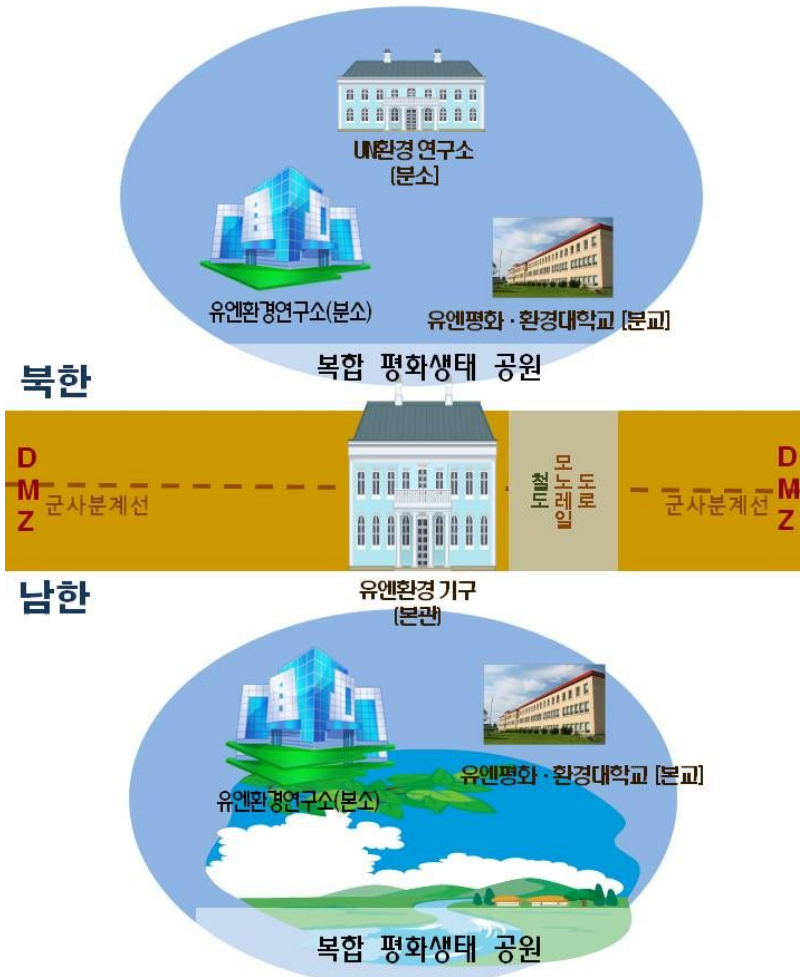 UN환경 연구소
[분소]
유엔환경연구소(분소)
유엔평화·환경대학교 [분교]
복합 평화생태 공원
북한
DMZ
군사분계선
철도
모노레일
도로
군사분계선
DMZ
남한
유엔환경 기구
(본관)
유엔환경연구소(본소)
유엔평화·환경대학교 [본교]
복합 평화생태 공원